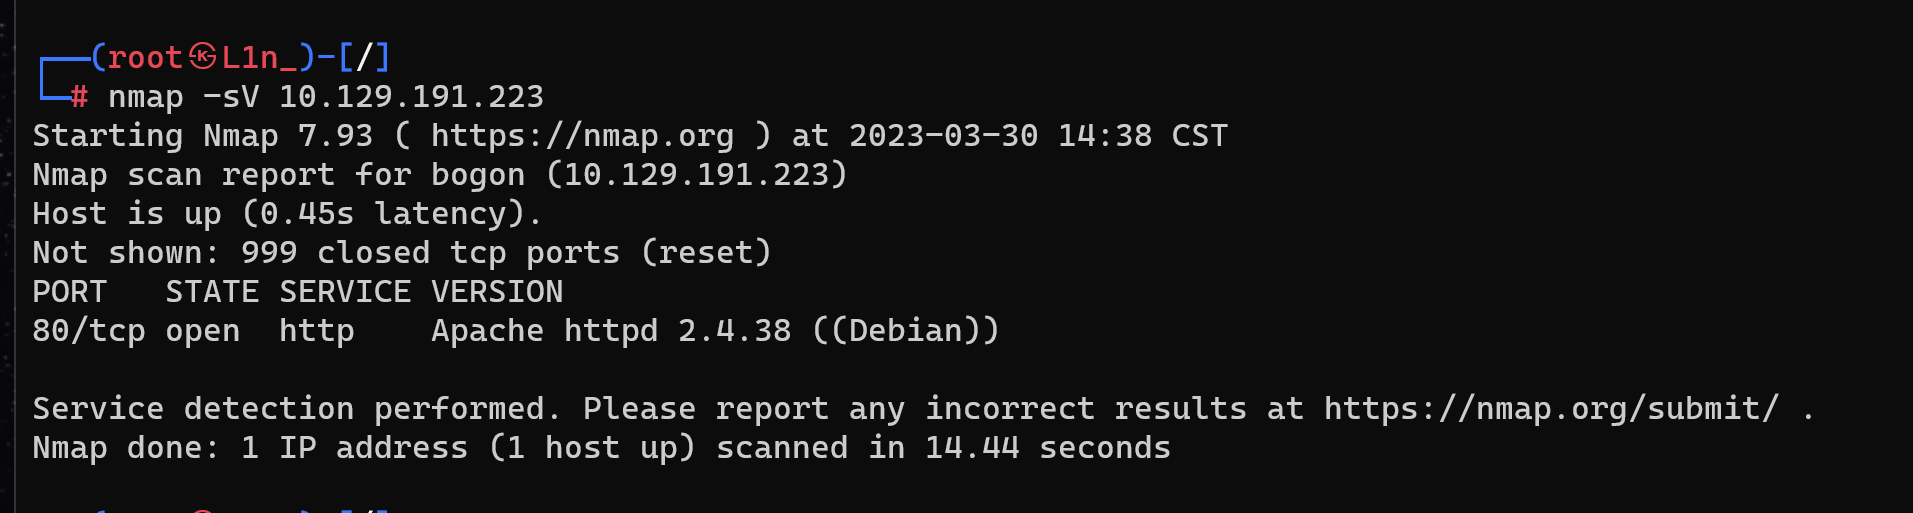 ┌──(root㉿L1n_)-[/]
└─# nmap -sV 10.129.191.223
Starting Nmap 7.93 ( https://nmap.org ) at 2023-03-30 14:38 CST
Nmap scan report for bogon (10.129.191.223)
Host is up (0.45s latency).
Not shown: 999 closed tcp ports (reset)
PORT   STATE SERVICE VERSION
80/tcp open  http    Apache httpd 2.4.38 ((Debian))
Service detection performed. Please report any incorrect results at https://nmap.org/submit/ .
Nmap done: 1 IP address (1 host up) scanned in 14.44 seconds